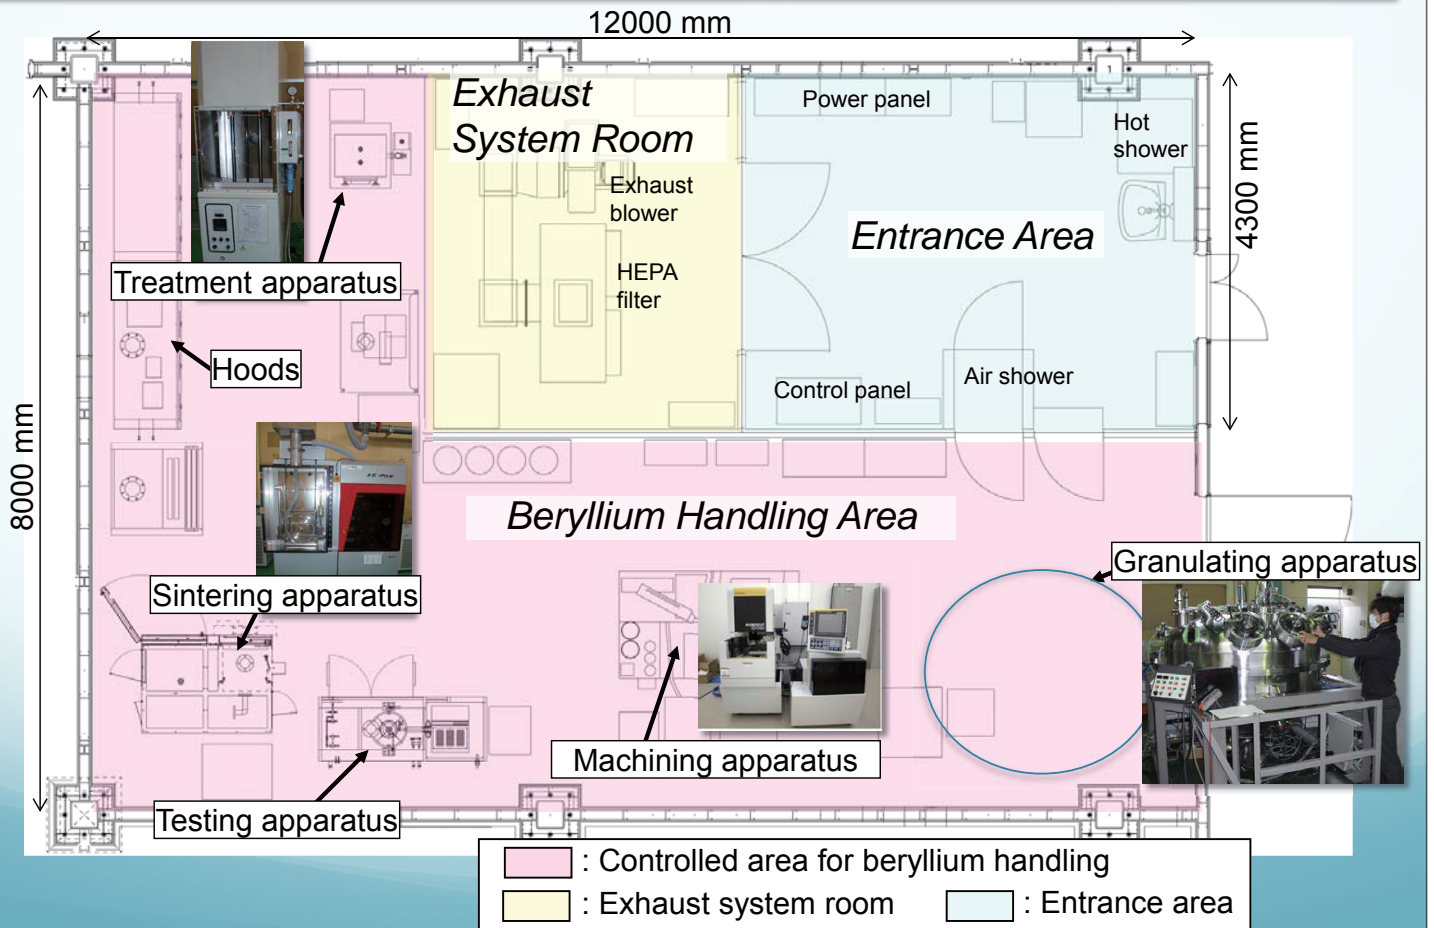 12000 mm
Exhaust
System Room
Power panel
Hot
shower
Exhaust
blower
4300 mm
Entrance Area
HEPA
filter
Treatment apparatus
Hoods
Control panel
Air shower
8000 mm
Beryllium Handling Area
Granulating apparatus
Sintering apparatus
Machining apparatus
Testing apparatus
: Controlled area for beryllium handling
: Exhaust system room
: Entrance area